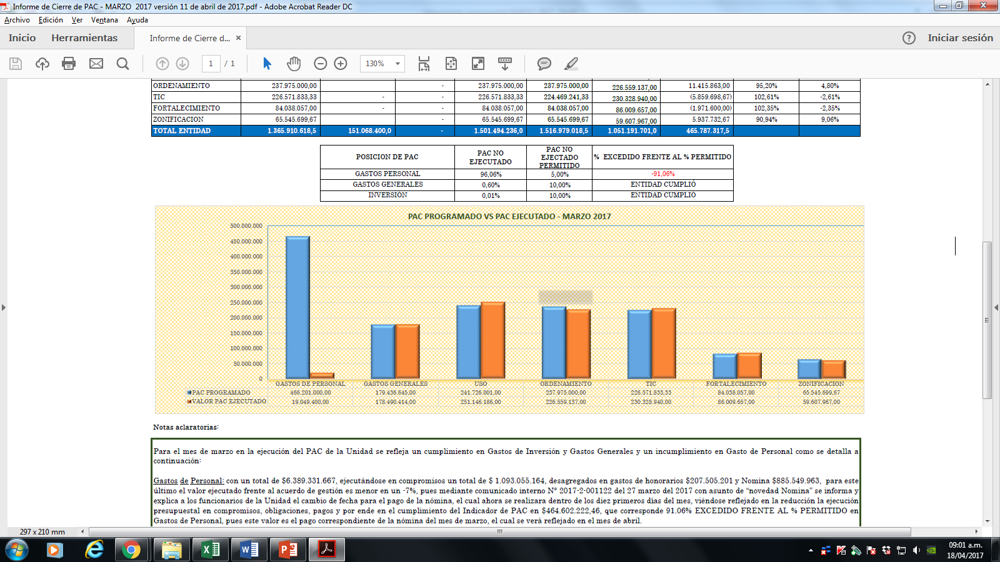 Informe de Cierre de PAC - MARZO  2017 versión 11 de abril de 2017.pdf - Adobe Acrobat Reader DC
Archivo Edición Ver Ventana Ayuda
Inicio Herramientas Informe de Cierre d... × ? Iniciar sesión
1 / 1 130%
ORDENAMIENTO 237.975.000,00 - 237.975.000,00 237.975.000,00 226.559.137,00 11.415.863,00 95,20% 4,80%
TIC 226.571.833,33 - - 226.571.833,33 224.469.241,33 230.328.940,00 (5.859.698,67) 102,61% -2,61%
FORTALECIMIENTO 84.038.057,00 - - 84.038.057,00 84.038.057,00 86.009.657,00 (1.971.600,00) 102,35% -2,35%
ZONIFICACION 65.545.699,67 - 65.545.699,67 65.545.699,67 59.607.967,00 5.937.732,67 90,94% 9,06%
TOTAL ENTIDAD 1.365.910.618,5 151.068.400,0 - 1.501.494.236,0 1.516.979.018,5 1.051.191.701,0 465.787.317,5
POSICION DE PAC PAC NO EJECUTADO PAC NO EJECTADO PERMITIDO % EXCEDIDO FRENTE AL % PERMITIDO
GASTOS PERSONAL 96,06% 5,00% -91,06%
GASTOS GENERALES 0,60% 10,00% ENTIDAD CUMPLIÓ
INVERSIÓN 0,01% 10,00% ENTIDAD CUMPLIÓ
PAC PROGRAMADO VS PAC EJECUTADO - MARZO 2017
500.000.000
450.000.000
400.000.000
350.000.000
300.000.000
250.000.000
200.000.000
150.000.000
100.000.000
50.000.000
0
GASTOS DE PERSONAL GASTOS GENERALES USO ORDENAMIENTO TIC FORTALECIMIENTO ZONIFICACION
PAC PROGRAMADO 466.201.000,00 179.436.645,00 241.726.001,00 237.975.000,00 226.571.833,33 84.038.057,00 65.545.699,67
VALOR PAC EJECUTADO 19.049.400,00 178.490.414,00 251.146.186,00 226.559.137,00 230.328.940,00 86.009.657,00 59.607.967,00
Notas aclaratorias:
Para el mes de marzo en la ejecución del PAC de la Unidad se refleja un cumplimiento en Gastos de Inversión y Gastos Generales y un incumplimiento en Gasto de Personal como se detalla a
continuación:
Gastos de Personal: con un total de $6.389.331.667, ejecutándose en compromisos un total de $ 1.093.055.164, desagregados en gastos de honorarios $207.505.201 y Nomina $885.549.963, para este
último el valor ejecutado frente al acuerdo de gestión es menor en un -7%, pues mediante comunicado interno N° 2017-2-001122 del 27 marzo del 2017 con asunto de “novedad Nomina” se informa y
explica a los funcionarios de la Unidad el cambio de fecha para el pago de la nómina, el cual ahora se realizara dentro de los diez primeros días del mes, viéndose reflejado en la reducción la ejecución
presupuestal en compromisos, obligaciones, pagos y por ende en el cumplimiento del Indicador de PAC en $464.602.222,46, que corresponde 91.06% EXCEDIDO FRENTE AL % PERMITIDO en
Gastos de Personal, pues este valor es el pago correspondiente de la nómina del mes de marzo, el cual se verá reflejado en el mes de abril.
297 x 210 mm
09:01 a.m.
18/04/2017